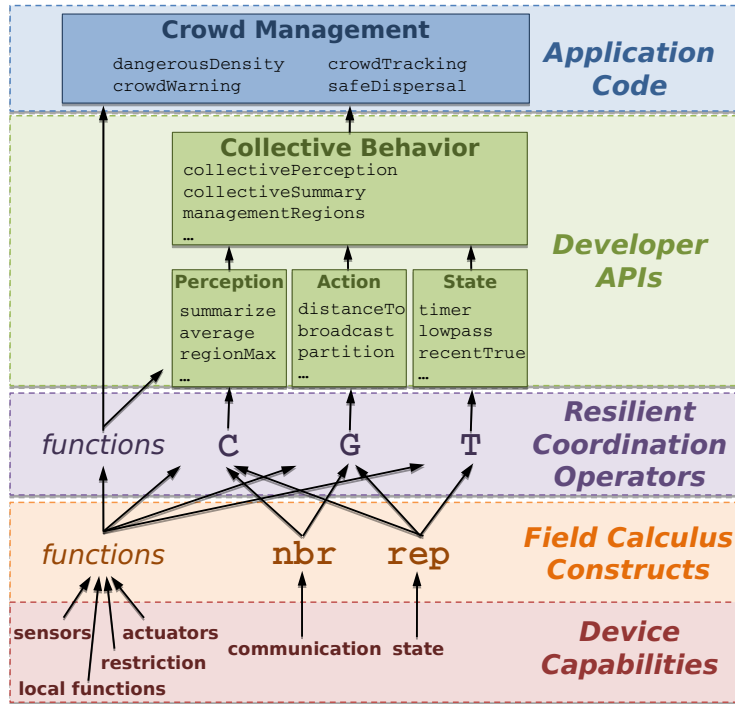 Crowd Management
dangerousDensity crowdTracking
crowdWarning safeDispersal
Application
Code
Collective Behavior
collectivePerception
collectiveSummary
managementRegions
…
Developer
APIs
Perception
summarize
average
regionMax
…
Action
distanceTo
broadcast
partition
…
State
timer
lowpass
recentTrue
…
functions C G T
Resilient
Coordination
Operators
functions nbr rep
Field Calculus
Constructs
sensors actuators
restriction
local functions
communication state
Device
Capabilities